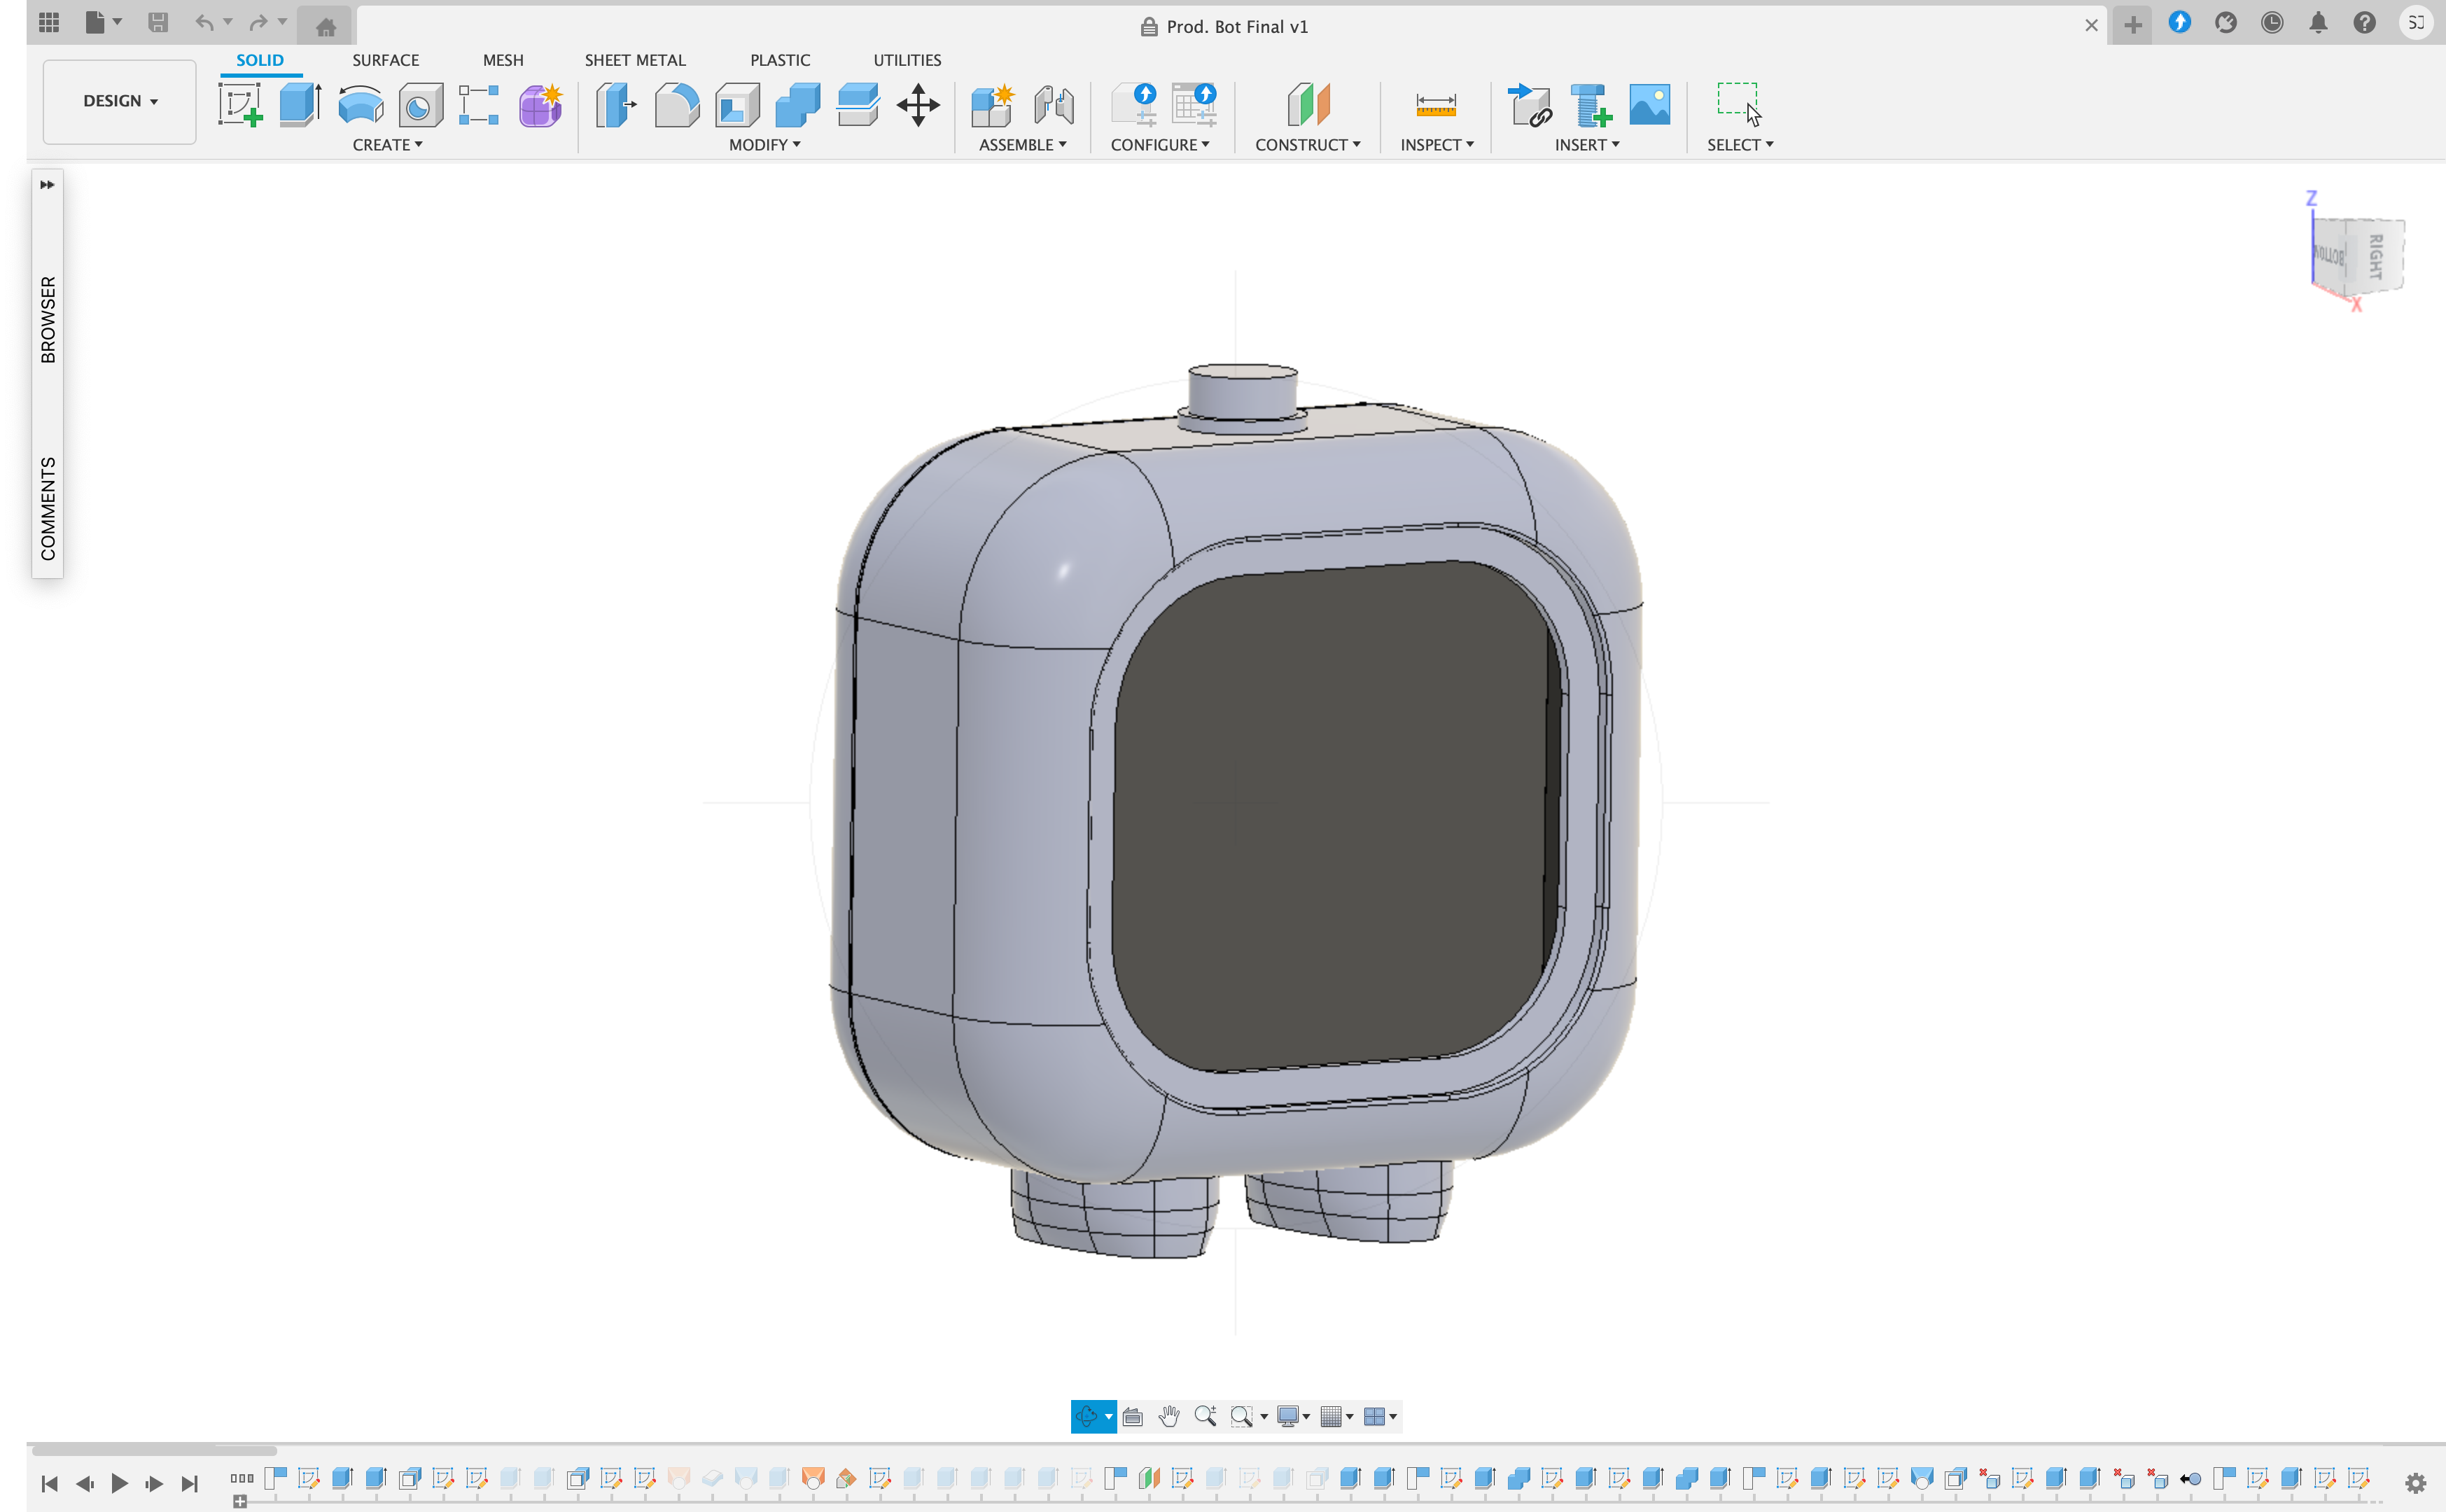 Prod. Bot Final v1
SJ
SOLID SURFACE MESH SHEET METAL PLASTIC UTILITIES
DESIGN
CREATE MODIFY ASSEMBLE CONFIGURE CONSTRUCT INSPECT INSERT SELECT
BROWSER
COMMENTS
Z
BOTTOM
RIGHT
X